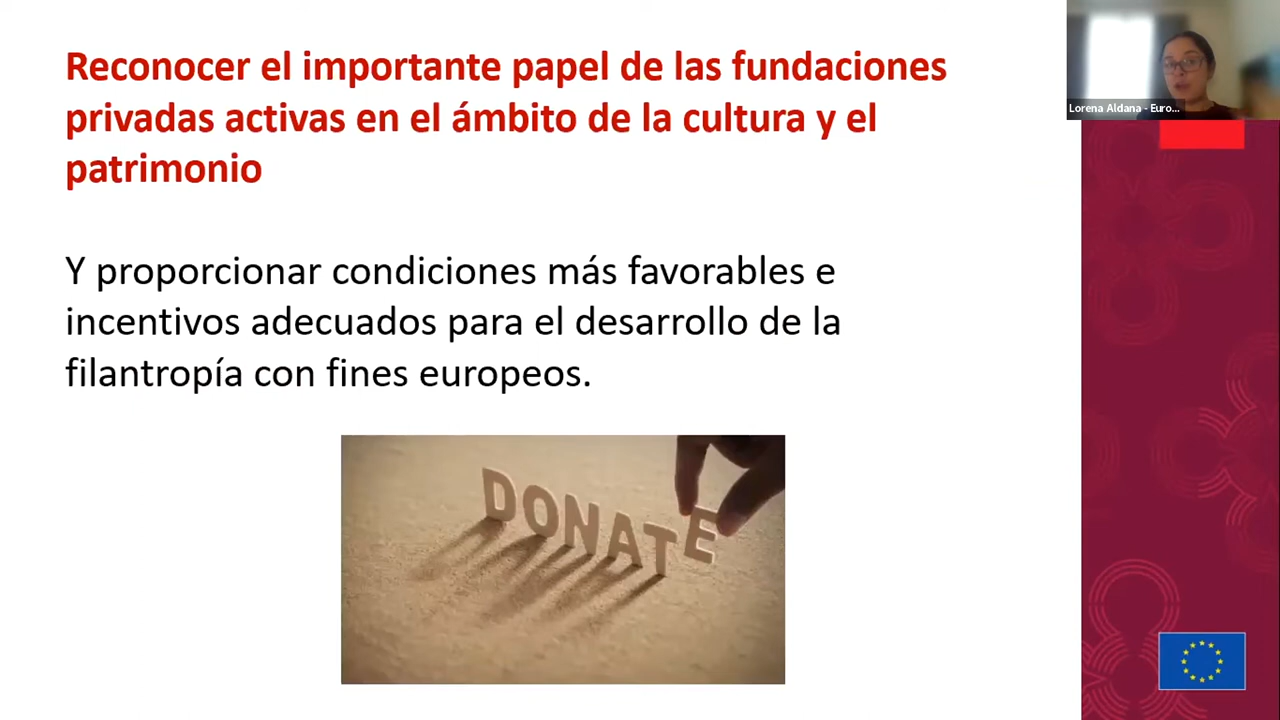 Reconocer el importante papel de las fundaciones
privadas activas en el ámbito de la cultura y el
patrimonio
Y proporcionar condiciones más favorables e
incentivos adecuados para el desarrollo de la
filantropía con fines europeos.
DONATE
Lorena Aldana - Euro...